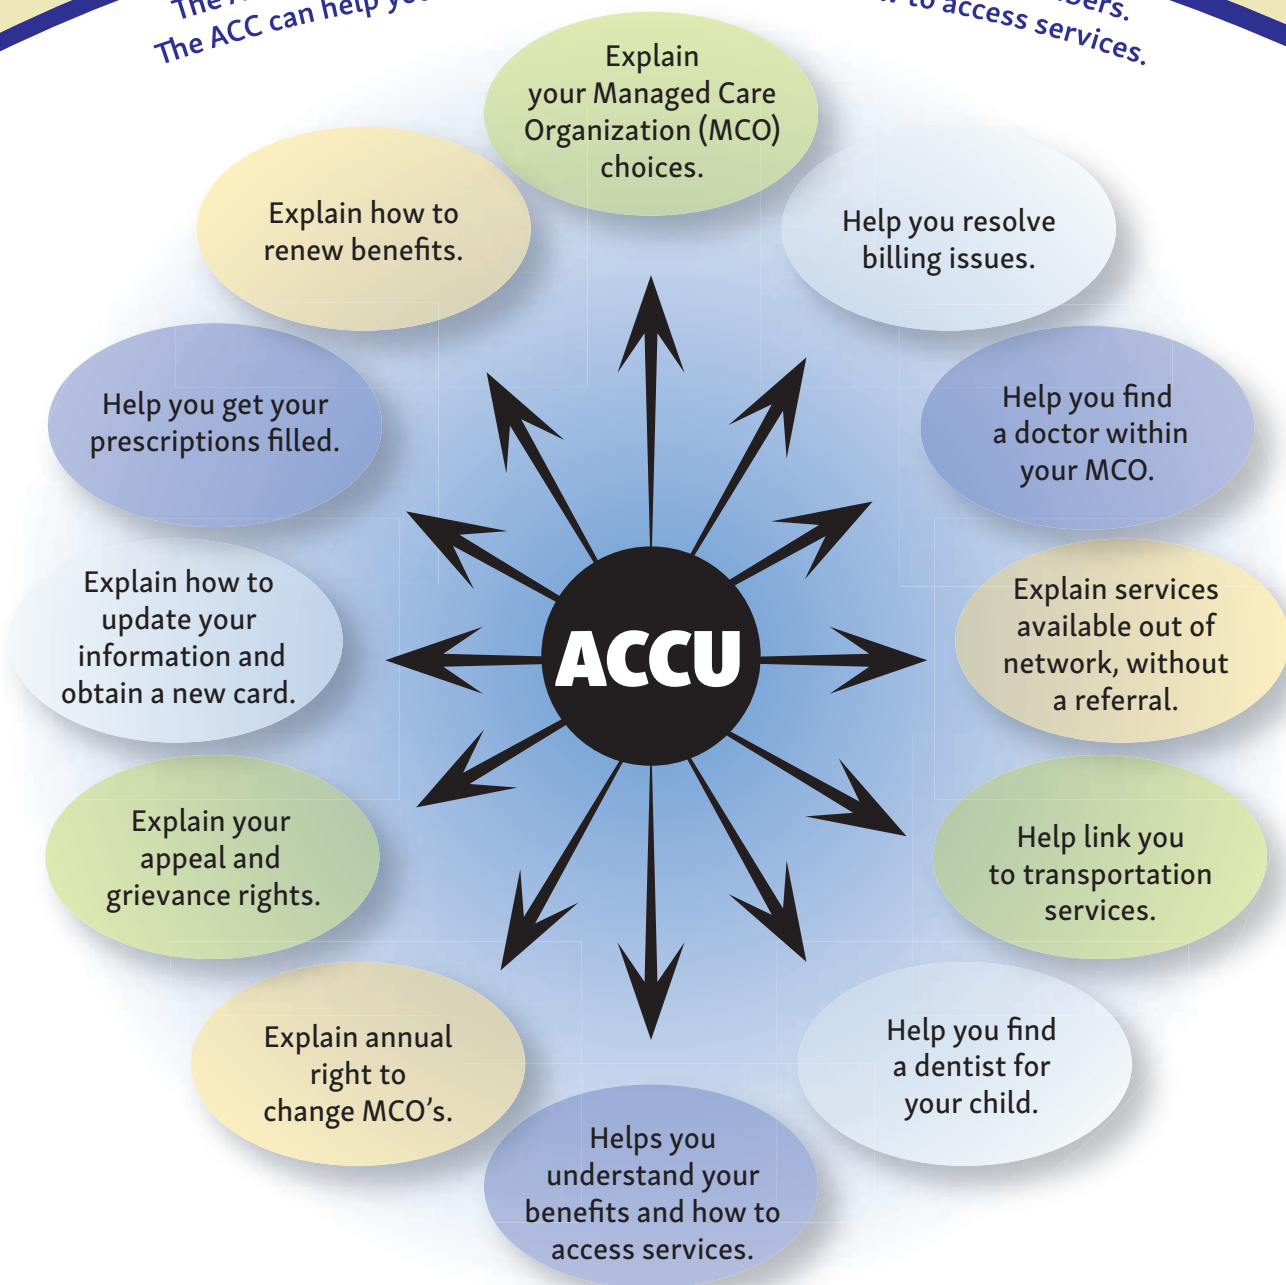 The
The ACC can help you
to access services.
Explain
your Managed Care
Organization (MCO)
choices.
Help you resolve
billing issues.
Help you find
a doctor within
your MCO.
Explain services
available out of
network, without
a referral.
Help link you
to transportation
services.
Help you find
a dentist for
your child.
Helps you
understand your
benefits and how to
access services.
Explain annual
right to
change MCO's.
Explain your
appeal and
grievance rights.
Explain how to
update your
information and
obtain a new card.
Help you get your
prescriptions filled.
Explain how to
renew benefits.
ACCU